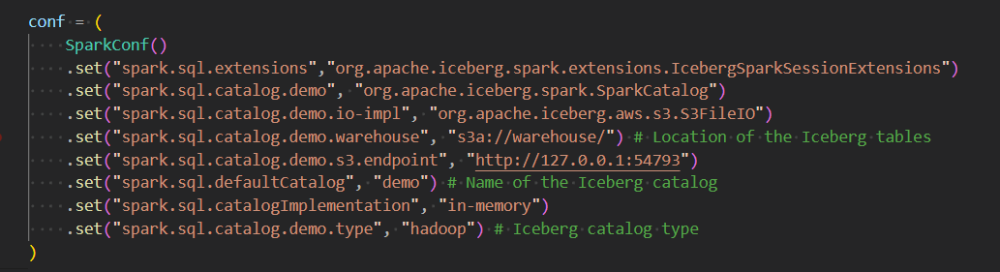 conf = (
    SparkConf()
    .set("spark.sql.extensions","org.apache.iceberg.spark.extensions.IcebergSparkSessionExtensions")
    .set("spark.sql.catalog.demo", "org.apache.iceberg.spark.SparkCatalog")
    .set("spark.sql.catalog.demo.io-impl", "org.apache.iceberg.aws.s3.S3FileIO")
    .set("spark.sql.catalog.demo.warehouse", "s3a://warehouse/") # Location of the Iceberg tables
    .set("spark.sql.catalog.demo.s3.endpoint", "http://127.0.0.1:54793")
    .set("spark.sql.defaultCatalog", "demo") # Name of the Iceberg catalog
    .set("spark.sql.catalogImplementation", "in-memory")
    .set("spark.sql.catalog.demo.type", "hadoop") # Iceberg catalog type
)